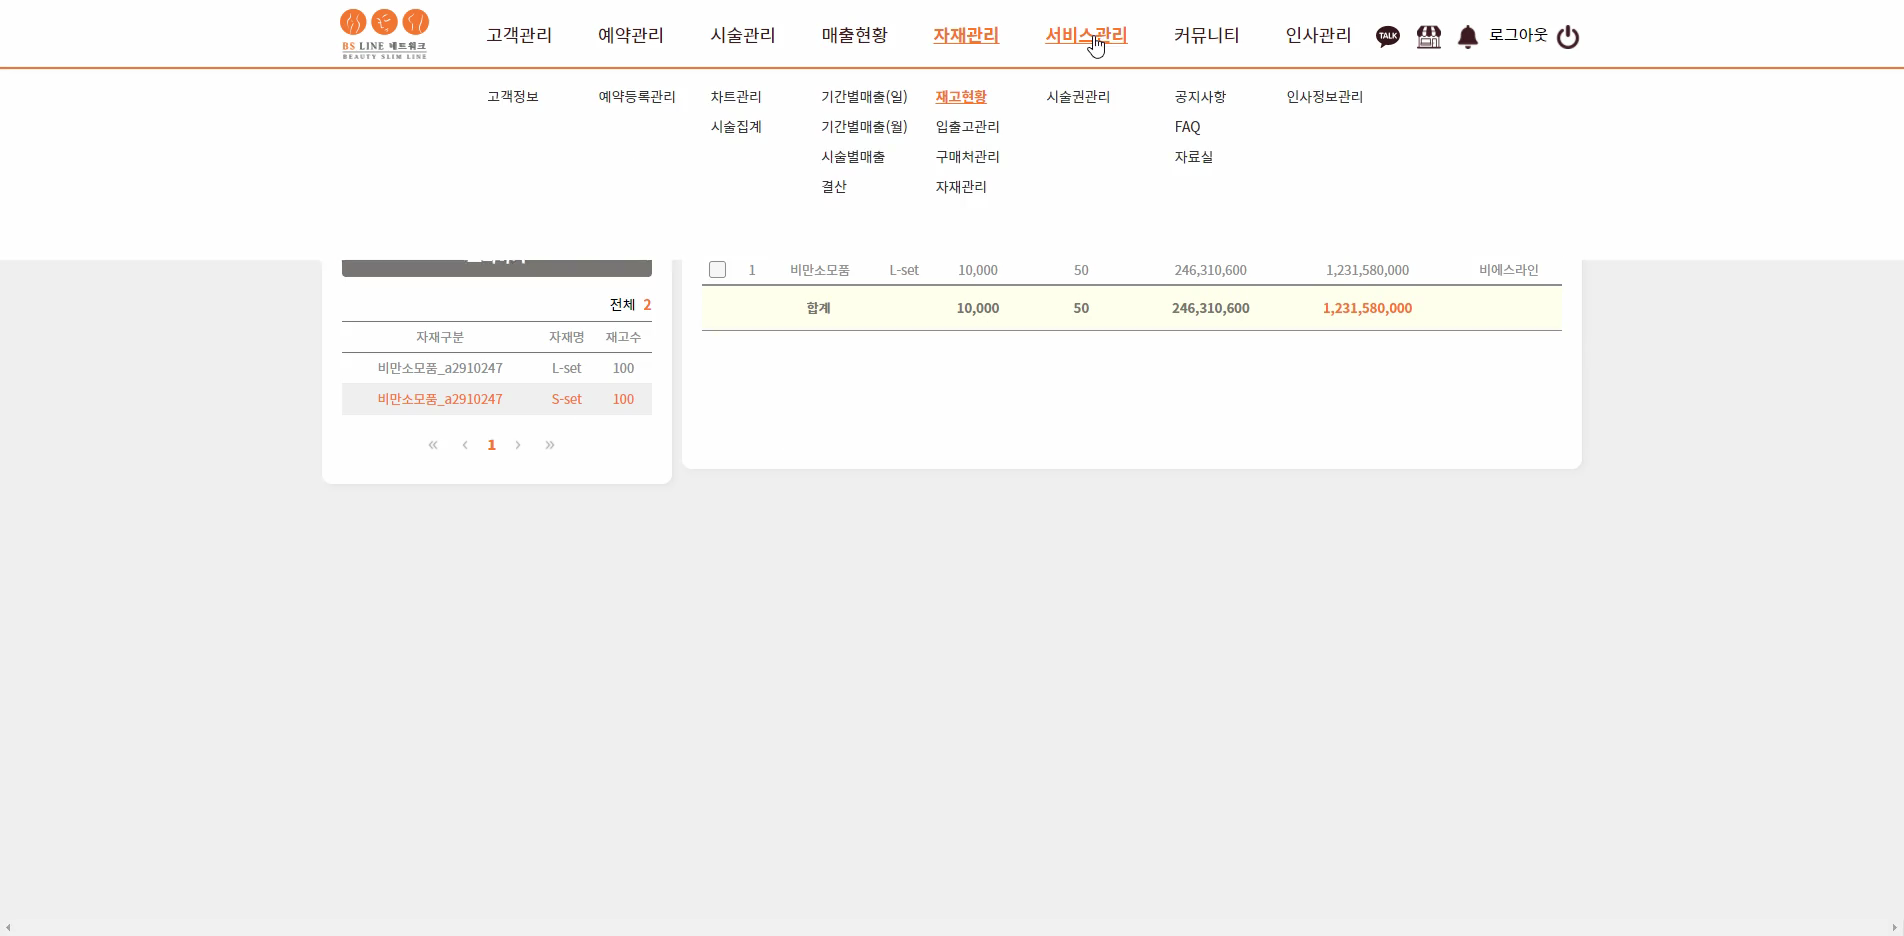 BS LINE 네트워크
BEAUTY SLIM LINE
고객관리 예약관리 시술관리 매출현황 자재관리 서비스관리 커뮤니티 인사관리 TALK 로그아웃
고객정보 예약등록관리 차트관리 기간별매출(일) 재고현황 시술권관리 공지사항 인사정보관리
시술집계 기간별매출(월) 입출고관리 FAQ
시술별매출 구매처관리 자료실
결산 자재관리
1 비만소모품 L-set 10,000 50 246,310,600 1,231,580,000 비에스라인
합계 10,000 50 246,310,600 1,231,580,000
전체 2
자재구분 자재명 재고수
비만소모품_a2910247 L-set 100
비만소모품_a2910247 S-set 100
« ‹ 1 › »